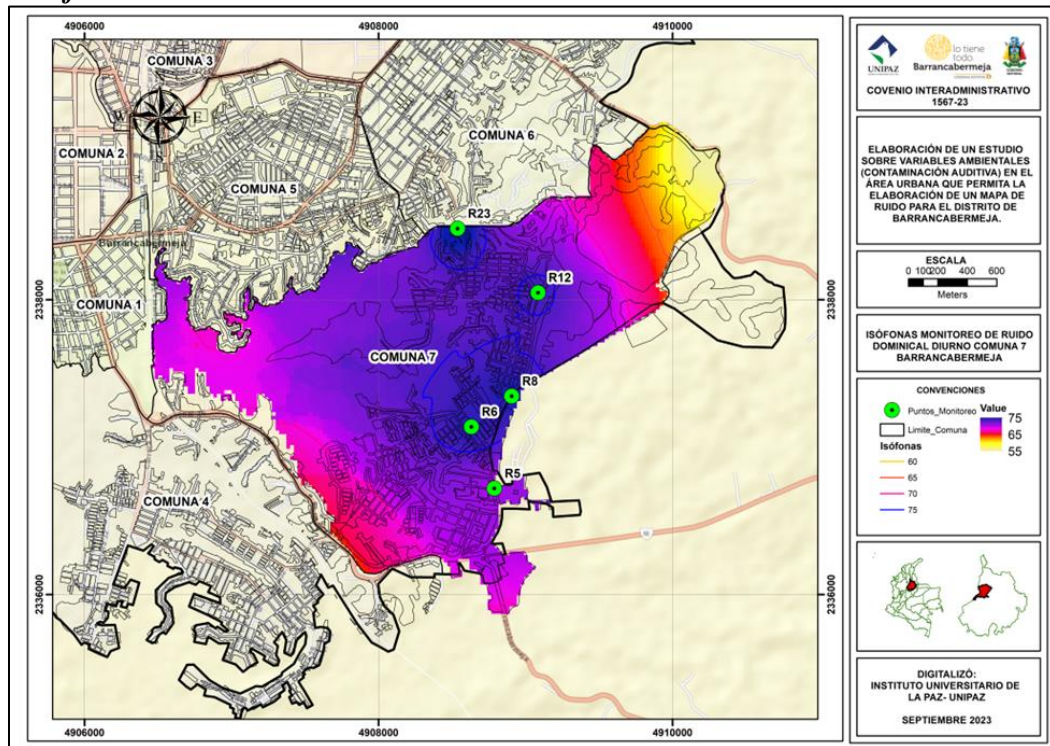 4906000
4908000
4910000
2338000
2336000
2338000
2336000
4906000
4908000
4910000
COMUNA 3
W
E
S
COMUNA 2
COMUNA 5
COMUNA 6
Barrancabermeja
COMUNA 1
COMUNA 7
COMUNA 4
R23
R12
R8
R6
R5
UNIPAZ
lo tiene
todo
Barrancabermeja
COVENIO INTERADMINISTRATIVO
1567-23
ELABORACIÓN DE UN ESTUDIO
SOBRE VARIABLES AMBIENTALES
(CONTAMINACIÓN AUDITIVA) EN EL
ÁREA URBANA QUE PERMITA LA
ELABORACIÓN DE UN MAPA DE
RUIDO PARA EL DISTRITO DE
BARRANCABERMEJA.
ESCALA
0 100200 400 600
Meters
ISÓFONAS MONITOREO DE RUIDO
DOMINICAL DIURNO COMUNA 7
BARRANCABERMEJA
CONVENCIONES
Puntos_Monitoreo
Limite_Comuna
Isófonas
60
65
70
75
Value
75
65
55
DIGITALIZÓ:
INSTITUTO UNIVERSITARIO DE
LA PAZ- UNIPAZ
SEPTIEMBRE 2023